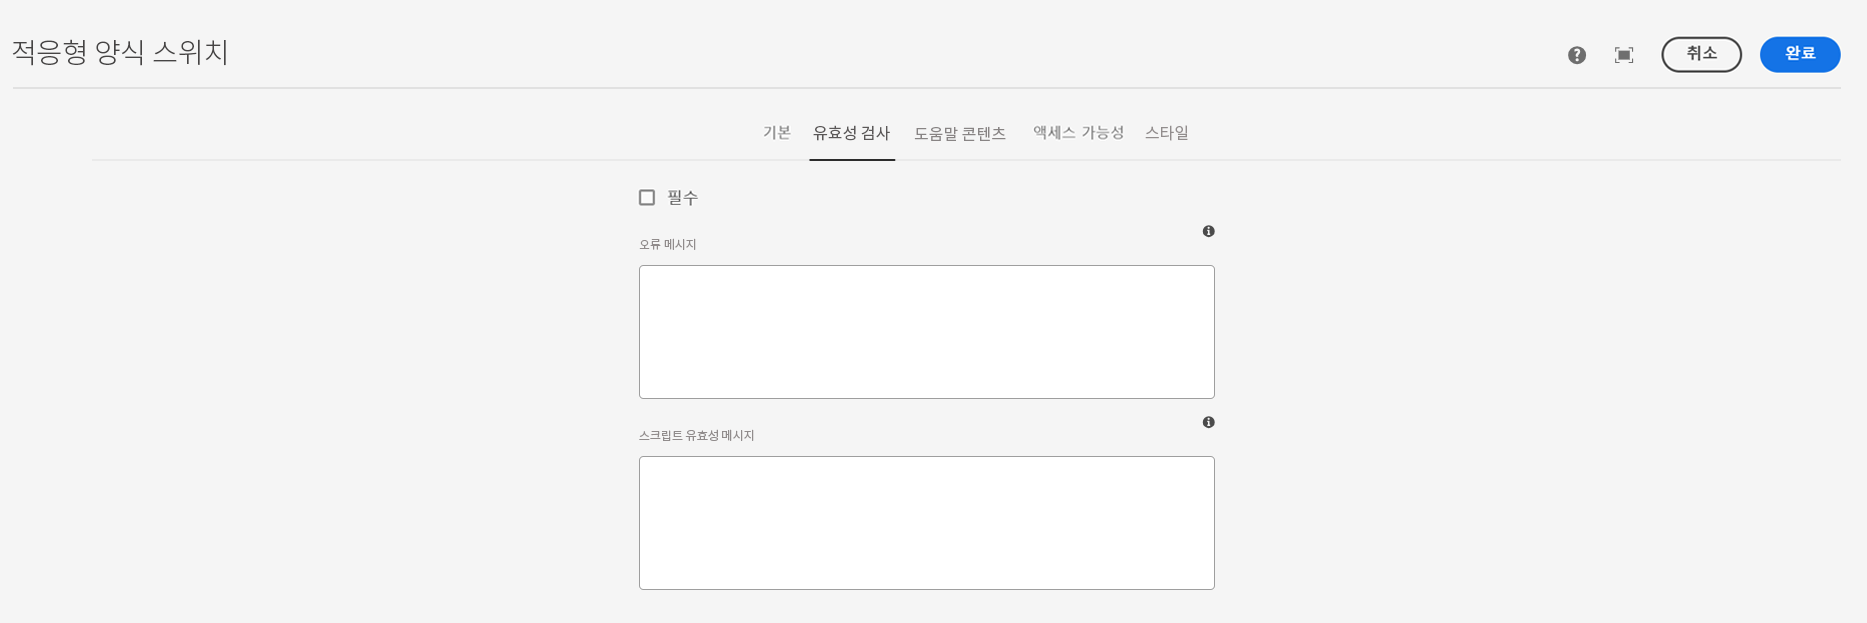 적응형 양식 스위치
취소
완료
기본 유효성 검사 도움말 콘텐츠 액세스 가능성 스타일
필수
오류 메시지
스크립트 유효성 메시지